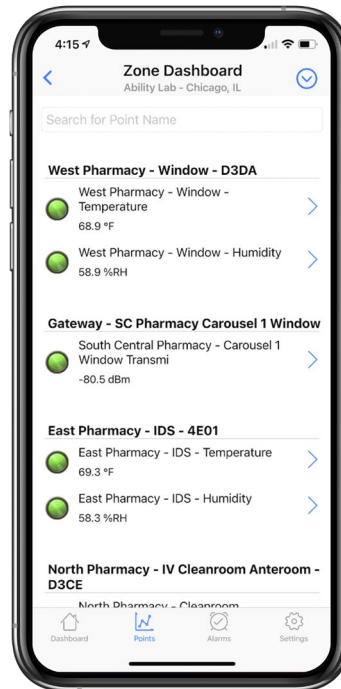 4:15
Zone Dashboard
Ability Lab - Chicago, IL
Search for Point Name
West Pharmacy - Window - D3DA
West Pharmacy - Window -
Temperature
68.9 °F
West Pharmacy - Window - Humidity
58.9 %RH
Gateway - SC Pharmacy Carousel 1 Window
South Central Pharmacy - Carousel 1
Window Transmi
-80.5 dBm
East Pharmacy - IDS - 4E01
East Pharmacy - IDS - Temperature
69.3 °F
East Pharmacy - IDS - Humidity
58.3 %RH
North Pharmacy - IV Cleanroom Anteroom -
D3CE
North Pharmacy - Cleanroom
Dashboard
Points
Alarms
Settings